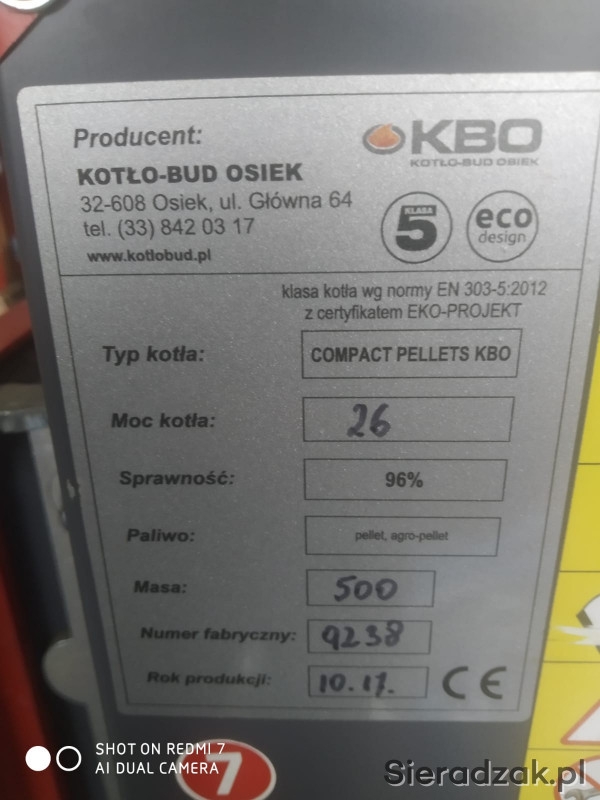 Producent:
KBO
KOTŁO-BUD OSIEK
KOTŁO-BUD OSIEK
32-608 Osiek, ul. Główna 64
tel. (33) 842 03 17
www.kotlobud.pl
KLASA
5
eco
design
klasa kotła wg normy EN 303-5:2012
z certyfikatem EKO-PROJEKT
Typ kotła: COMPACT PELLETS KBO
Moc kotła: 26
Sprawność: 96%
Paliwo: pellet, agro-pellet
Masa: 500
Numer fabryczny: 9238
Rok produkcji: 10.17. CE
7
SHOT ON REDMI 7
AI DUAL CAMERA
Sieradzak.pl